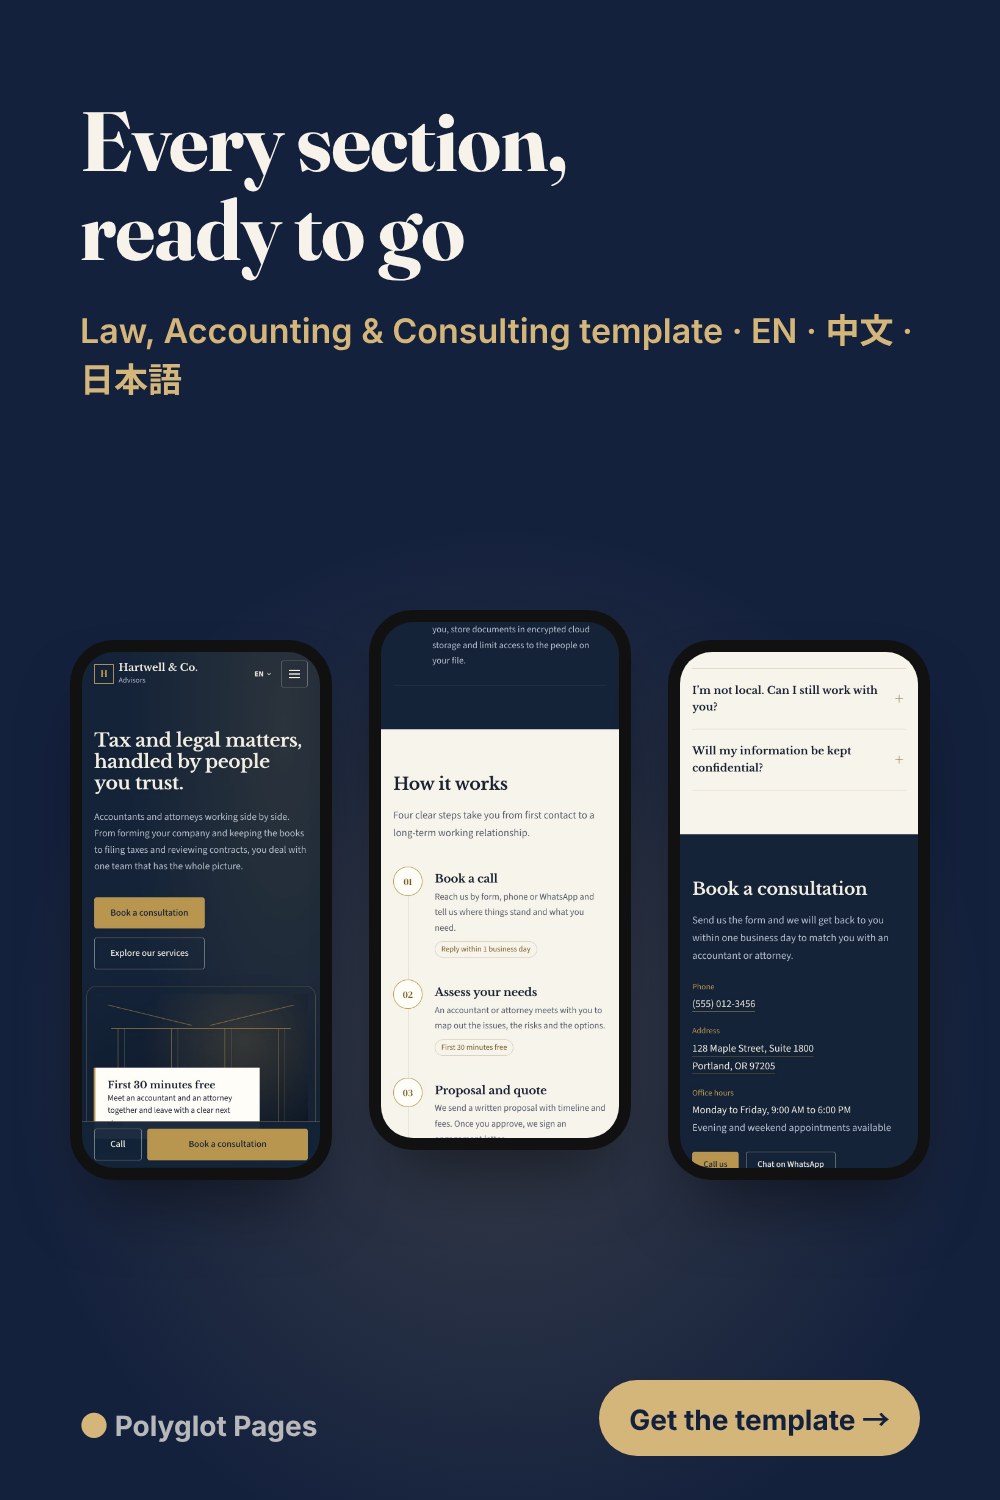 Every section,
ready to go
Law, Accounting & Consulting template · EN · 中文 ·
日本語
H
Hartwell & Co.
Advisors
EN
Tax and legal matters,
handled by people
you trust.
Accountants and attorneys working side by side.
From forming your company and keeping the books
to filing taxes and reviewing contracts, you deal with
one team that has the whole picture.
Book a consultation
Explore our services
First 30 minutes free
Meet an accountant and an attorney
together and leave with a clear next
Call
Book a consultation
you, store documents in encrypted cloud
storage and limit access to the people on
your file.
How it works
Four clear steps take you from first contact to a
long-term working relationship.
01
Book a call
Reach us by form, phone or WhatsApp and
tell us where things stand and what you
need.
Reply within 1 business day
02
Assess your needs
An accountant or attorney meets with you to
map out the issues, the risks and the options.
First 30 minutes free
03
Proposal and quote
We send a written proposal with timeline and
fees. Once you approve, we sign an
I'm not local. Can I still work with
you?
+
Will my information be kept
confidential?
+
Book a consultation
Send us the form and we will get back to you
within one business day to match you with an
accountant or attorney.
Phone
(555) 012-3456
Address
128 Maple Street, Suite 1800
Portland, OR 97205
Office hours
Monday to Friday, 9:00 AM to 6:00 PM
Evening and weekend appointments available
Call us
Chat on WhatsApp
Polyglot Pages
Get the template →